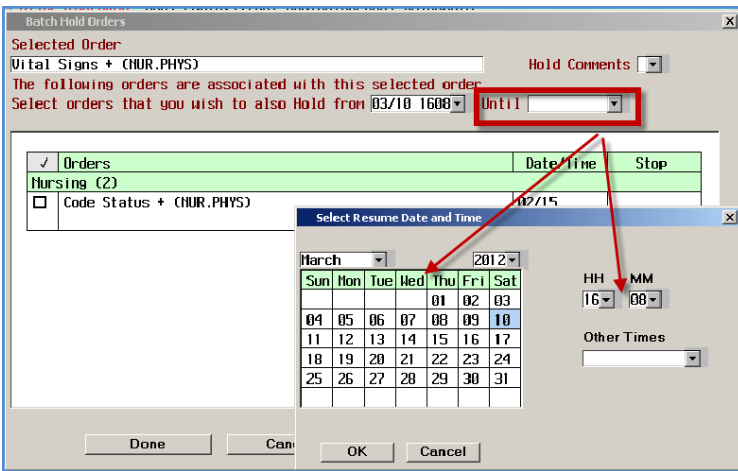 Batch Hold Orders
Selected Order
Vital Signs + (NUR.PHYS)
Hold Comments
The following orders are associated with this selected order
Select orders that you wish to also Hold from 03/10 1608 Until
√ Orders Date/Time Stop
Nursing (2)
Code Status + (NUR.PHYS) 02/15
Select Resume Date and Time
March 2012
Sun Mon Tue Wed Thu Fri Sat
01 02 03
04 05 06 07 08 09 10
11 12 13 14 15 16 17
18 19 20 21 22 23 24
25 26 27 28 29 30 31
HH MM
16 08
Other Times
OK Cancel
Done Can